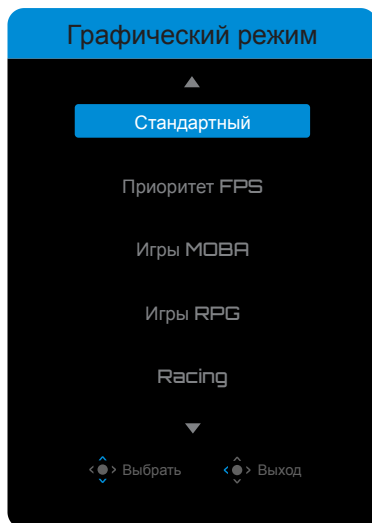 Графический режим
Стандартный
Приоритет FPS
Игры MOBA
Игры RPG
Racing
Выбрать Выход